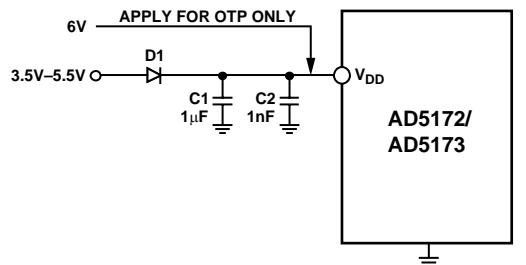 APPLY FOR OTP ONLY
6V
D1
3.5V–5.5V
VDD
C1
1μF
C2
1nF
AD5172/
AD5173